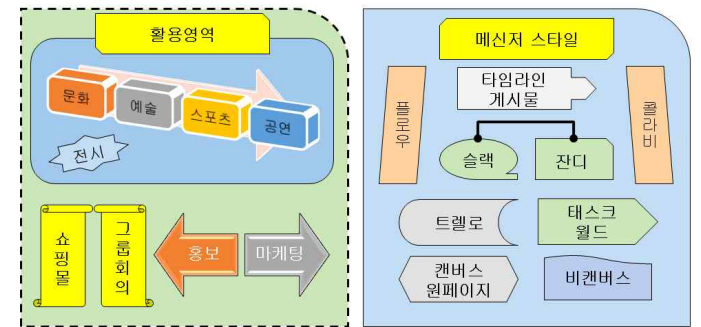 활용영역
문화
예술
스포츠
공연
전시
쇼핑몰
그룹회의
홍보
마케팅
메신저 스타일
플로우
타임라인
게시물
콜라비
슬랙
잔디
트렐로
태스크
월드
캔버스
원페이지
비캔버스